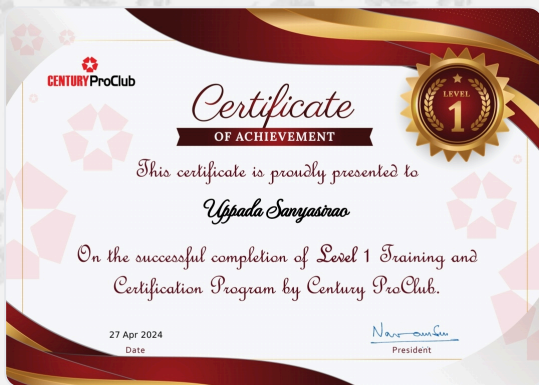 CENTURY ProClub
LEVEL
1
Certificate
OF ACHIEVEMENT
This certificate is proudly presented to
Uppada Sanyasirao
On the successful completion of Level 1 Training and
Certification Program by Century ProClub.
27 Apr 2024
Date
President